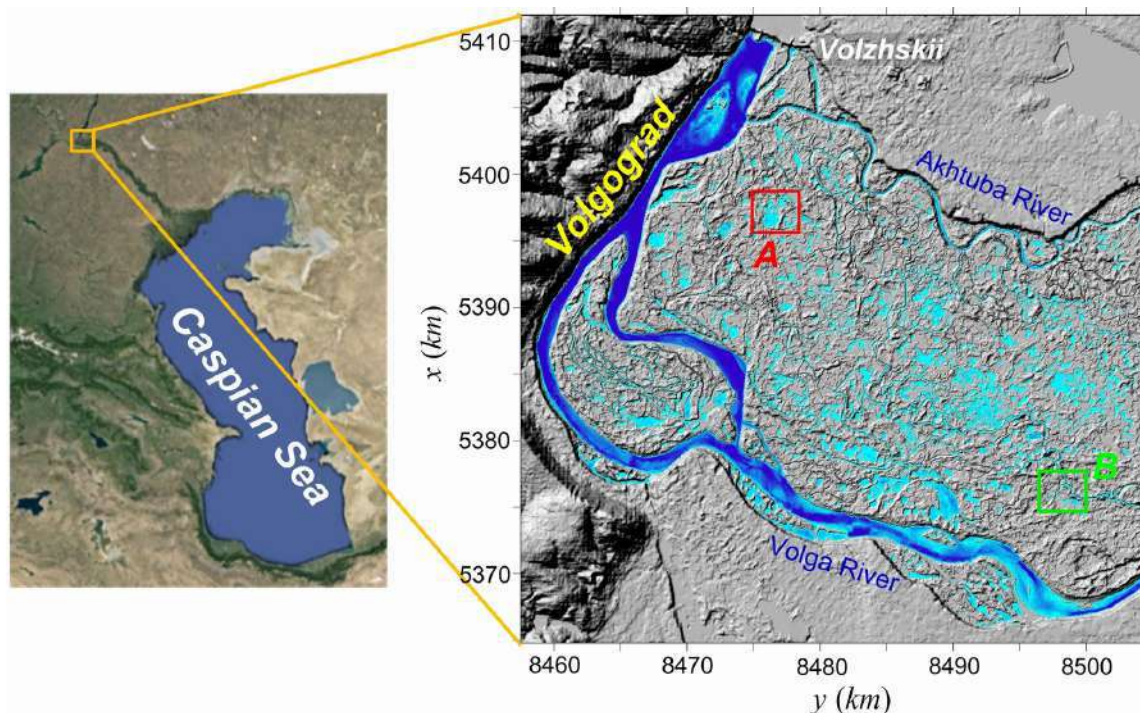 Caspian Sea
5410
5400
5390
5380
5370
x (km)
Volzhskii
Volgograd
Akhtuba River
A
B
Volga River
8460
8470
8480
8490
8500
y (km)